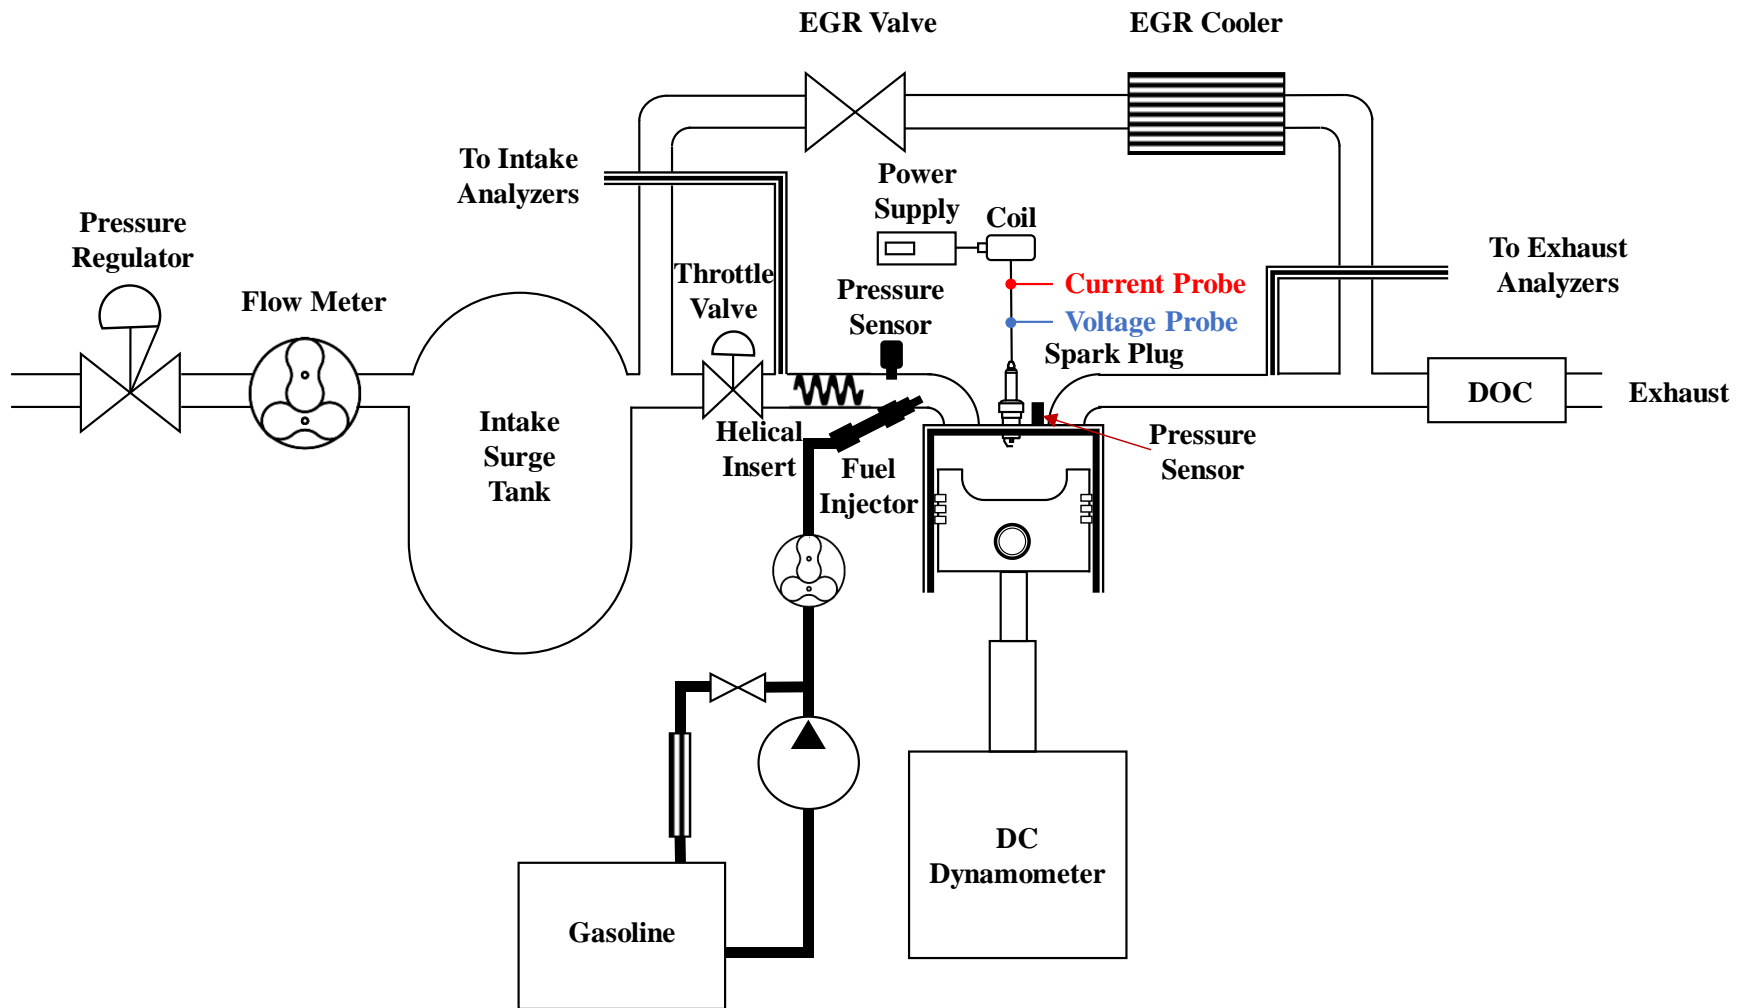 EGR Valve
EGR Cooler
To Intake
Analyzers
Power
Supply
Coil
Pressure
Regulator
Flow Meter
Throttle
Valve
Pressure
Sensor
Current Probe
Voltage Probe
Spark Plug
To Exhaust
Analyzers
DOC
Exhaust
Intake
Surge
Tank
Helical
Insert
Fuel
Injector
Pressure
Sensor
DC
Dynamometer
Gasoline